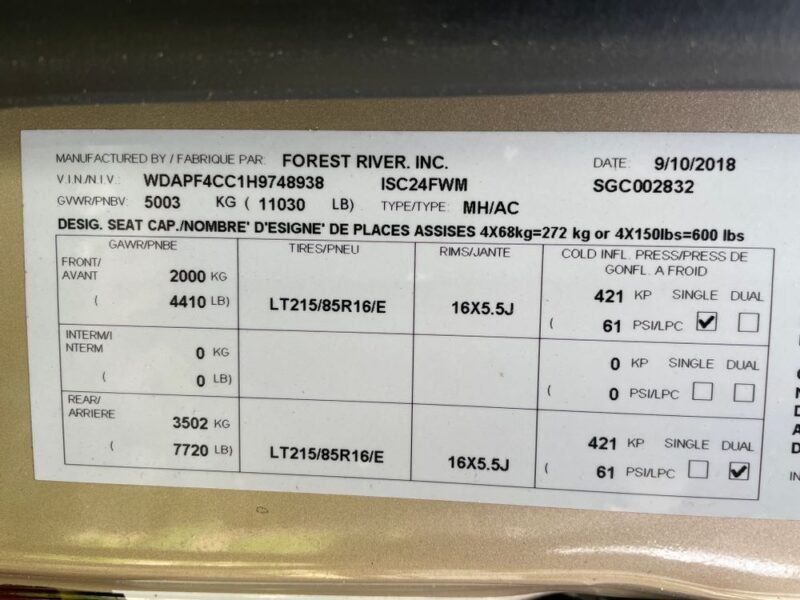 MANUFACTURED BY / FABRIQUE PAR: FOREST RIVER. INC. DATE: 9/10/2018
V.I.N./N.I.V.: WDAPF4CC1H9748938 ISC24FWM SGC002832
GVWR/PNBV: 5003 KG ( 11030 LB) TYPE/TYPE: MH/AC
DESIG. SEAT CAP./NOMBRE' D'ESIGNE' DE PLACES ASSISES 4X68kg=272 kg or 4X150lbs=600 lbs
GAWR/PNBE TIRES/PNEU RIMS/JANTE COLD INFL. PRESS/PRESS DE
GONFL. A FROID
FRONT/
AVANT 2000 KG 421 KP SINGLE DUAL
( 4410 LB) LT215/85R16/E 16X5.5J ( 61 PSI/LPC
INTERM/I
NTERM 0 KG 0 KP SINGLE DUAL
( 0 LB) ( 0 PSI/LPC
REAR/
ARRIERE 3502 KG 421 KP SINGLE DUAL
( 7720 LB) LT215/85R16/E 16X5.5J ( 61 PSI/LPC